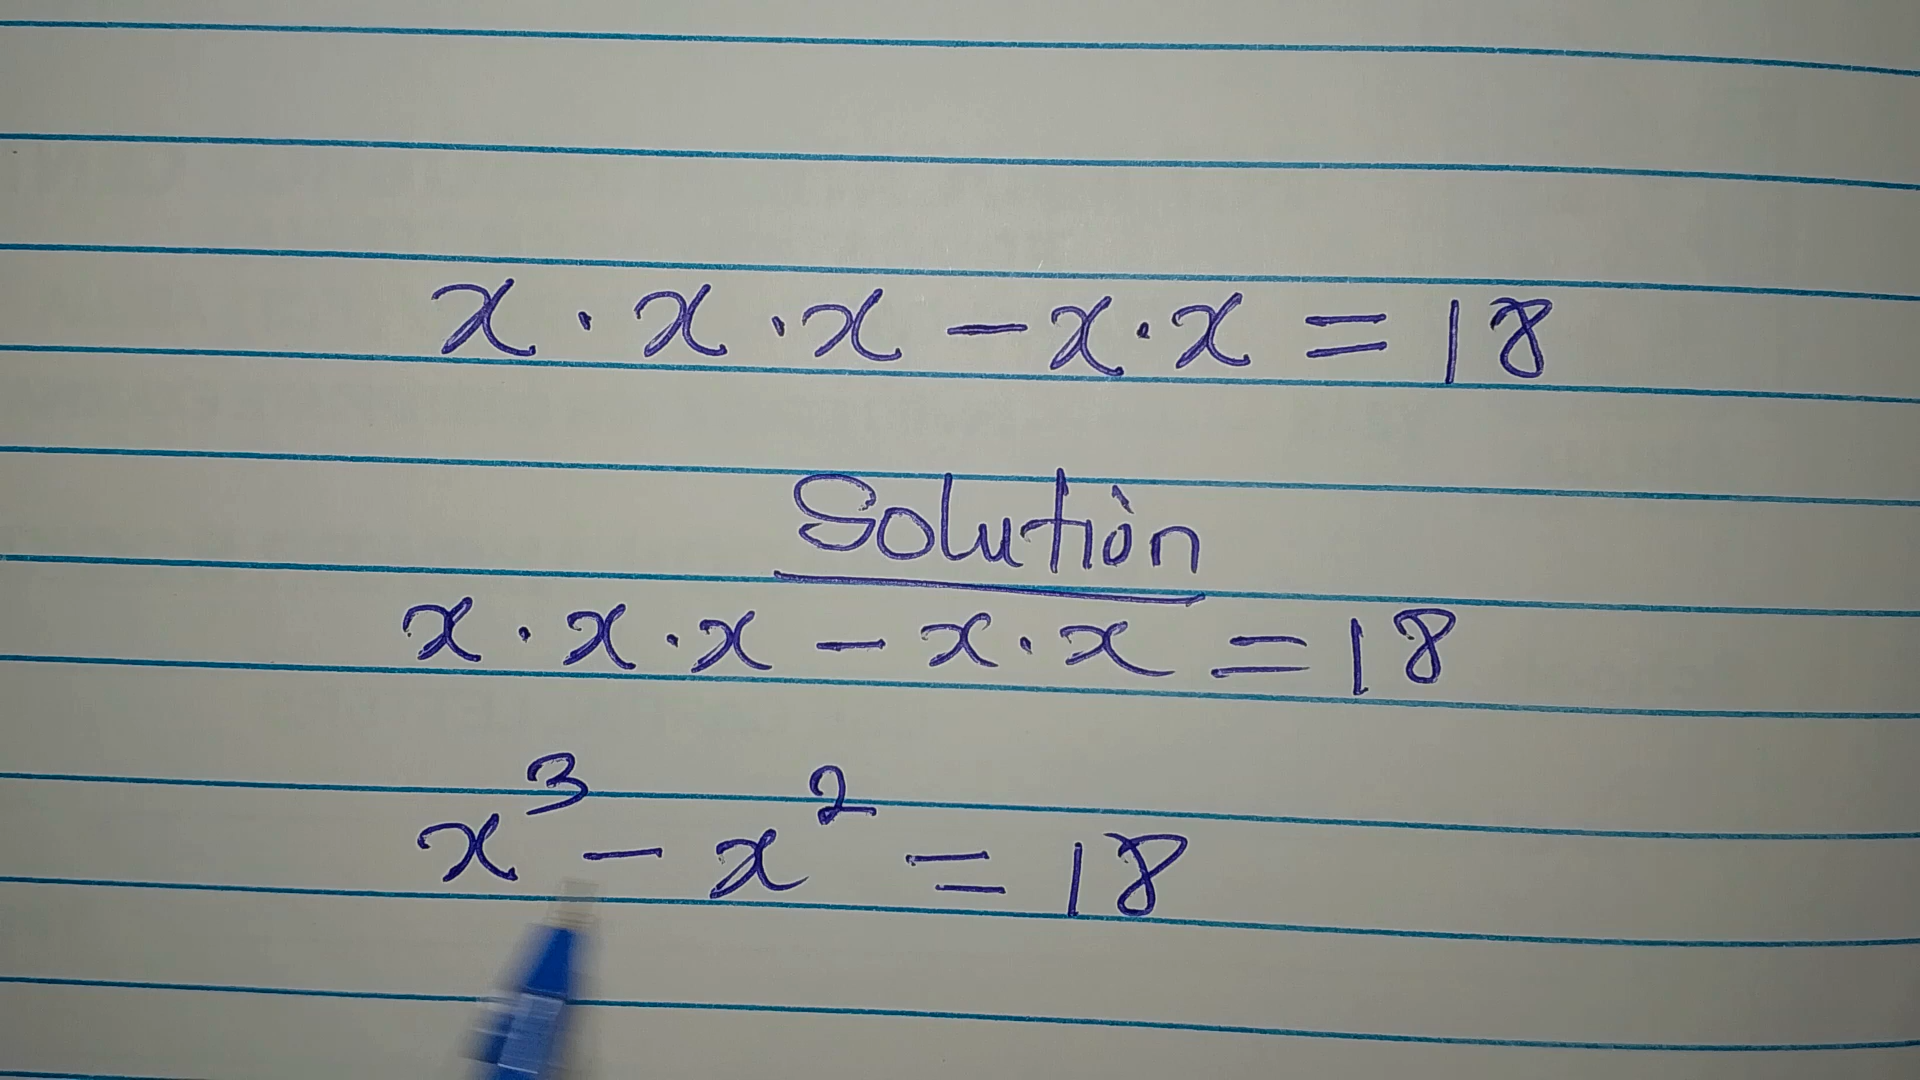 x · x · x − x · x = 18
Solution
x · x · x − x · x = 18
x³ − x² = 18